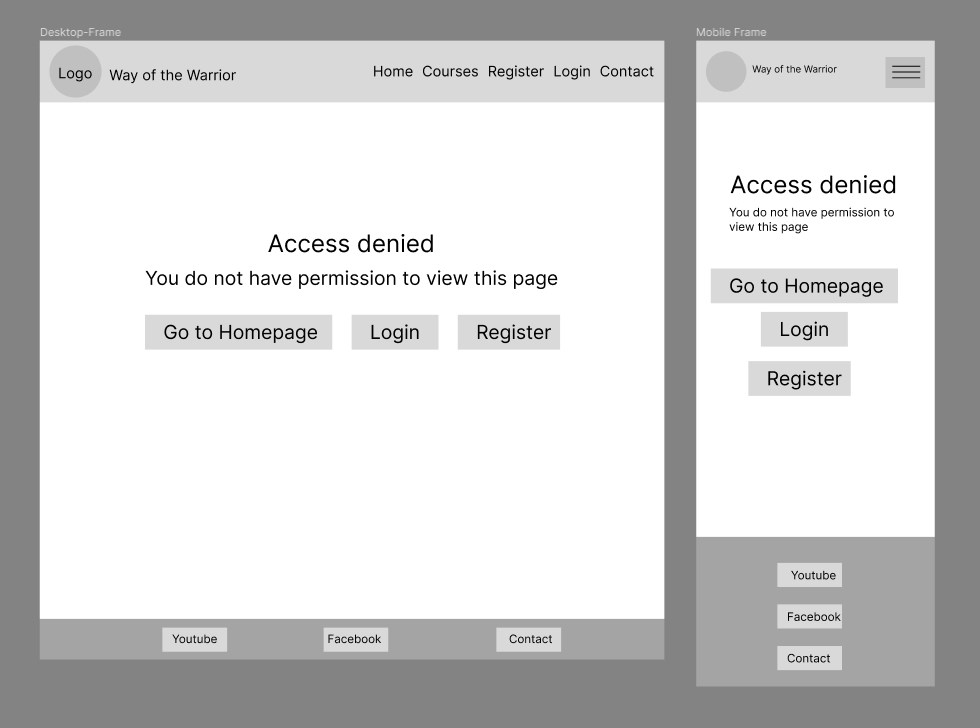 Desktop-Frame
Logo
Way of the Warrior
Home Courses Register Login Contact
Access denied
You do not have permission to view this page
Go to Homepage
Login
Register
Youtube
Facebook
Contact
Mobile Frame
Way of the Warrior
Access denied
You do not have permission to
view this page
Go to Homepage
Login
Register
Youtube
Facebook
Contact